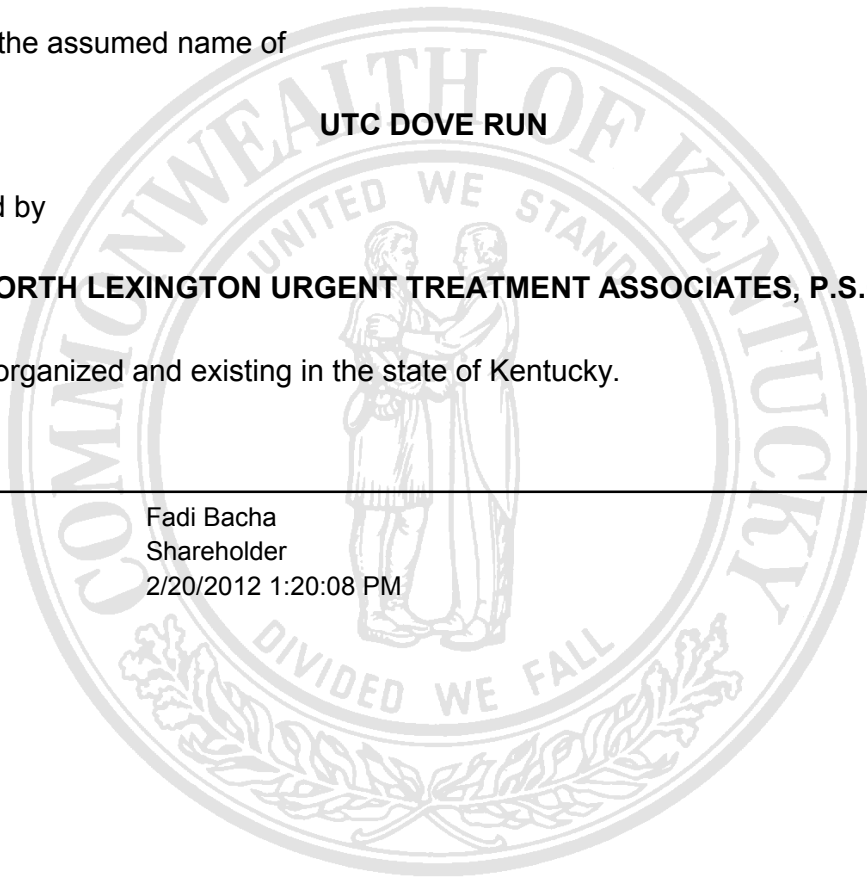 the assumed name of
UTC DOVE RUN
d by
ORTH LEXINGTON URGENT TREATMENT ASSOCIATES, P.S.
organized and existing in the state of Kentucky.
Fadi Bacha
Shareholder
2/20/2012 1:20:08 PM
COMMONWEALTH OF KENTUCKY
UNITED WE STAND
DIVIDED WE FALL